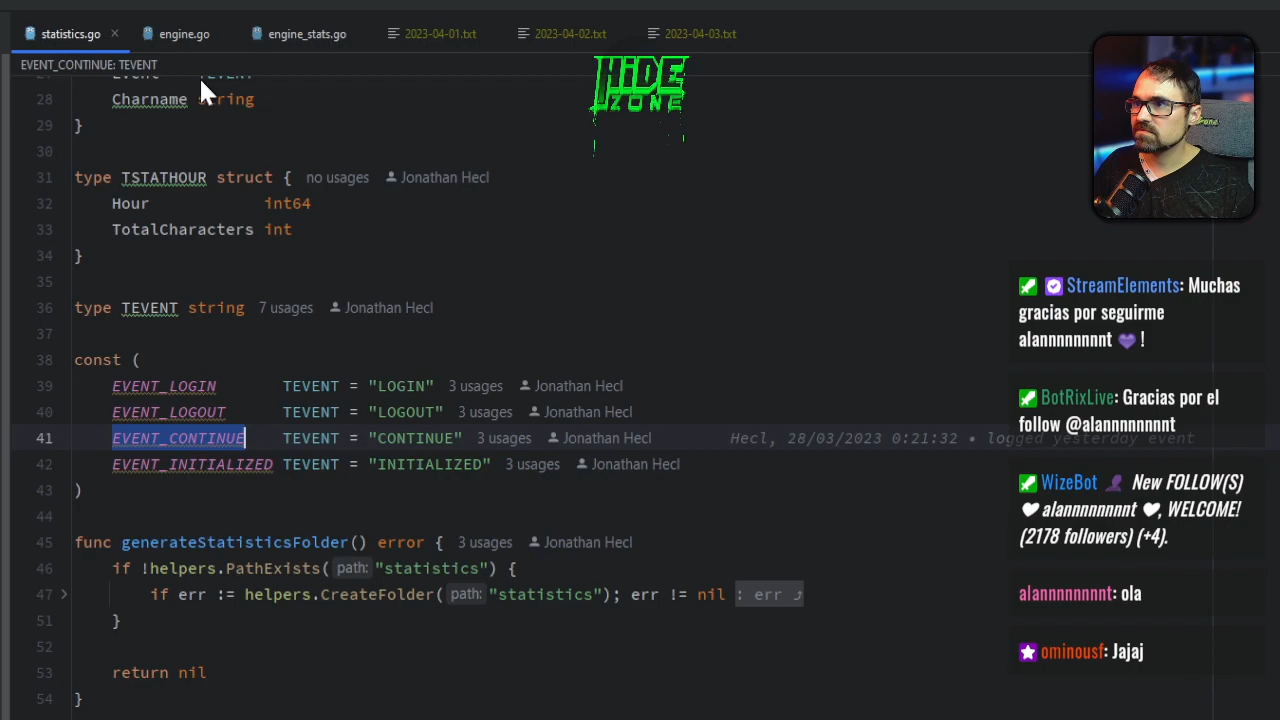 statistics.go
engine.go
engine_stats.go
2023-04-01.txt
2023-04-02.txt
2023-04-03.txt
EVENT_CONTINUE: TEVENT
27 Event TEVENT
28 Charname string
29 }
30
31 type TSTATHOUR struct { no usages Jonathan Hecl
32 Hour int64
33 TotalCharacters int
34 }
35
36 type TEVENT string 7 usages Jonathan Hecl
37
38 const (
39 EVENT_LOGIN TEVENT = "LOGIN" 3 usages Jonathan Hecl
40 EVENT_LOGOUT TEVENT = "LOGOUT" 3 usages Jonathan Hecl
41 EVENT_CONTINUE TEVENT = "CONTINUE" 3 usages Jonathan Hecl Hecl, 28/03/2023 0:21:32 • logged yesterday event
42 EVENT_INITIALIZED TEVENT = "INITIALIZED" 3 usages Jonathan Hecl
43 )
44
45 func generateStatisticsFolder() error { 3 usages Jonathan Hecl
46 if !helpers.PathExists( path: "statistics") {
47 if err := helpers.CreateFolder( path: "statistics"); err != nil : err
51 }
52
53 return nil
54 }
HiDE
ZONE
StreamElements: Muchas
gracias por seguirme
alannnnnnnnt 💜 !
BotRixLive: Gracias por el
follow @alannnnnnnnt
WizeBot New FOLLOW(S)
alannnnnnnnt , WELCOME!
(2178 followers) (+4).
alannnnnnnnt: ola
ominousf: Jajaj